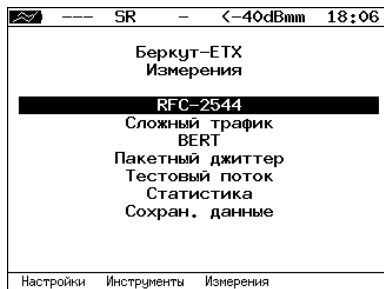 --- SR – <-40dBmm 18:06
Беркут-ETX
Измерения
RFC-2544
Сложный трафик
BERT
Пакетный джиттер
Тестовый поток
Статистика
Сохран. данные
Настройки Инструменты Измерения